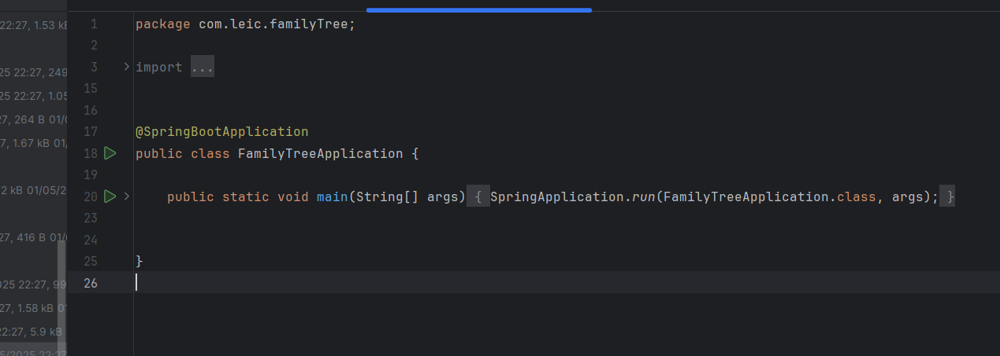 22:27, 1.53 kB
25 22:27, 249
25 22:27, 1.05
27, 264 B 01/0
7, 1.67 kB 01/
2 kB 01/05/2
27, 416 B 01/0
2025 22:27, 99
27, 1.58 kB 01
22:27, 5.9 kB
5/2025 22:27
1 package com.leic.familyTree;
2
3 import ...
15
16
17 @SpringBootApplication
18 public class FamilyTreeApplication {
19
20 public static void main(String[] args) { SpringApplication.run(FamilyTreeApplication.class, args); }
23
24
25 }
26